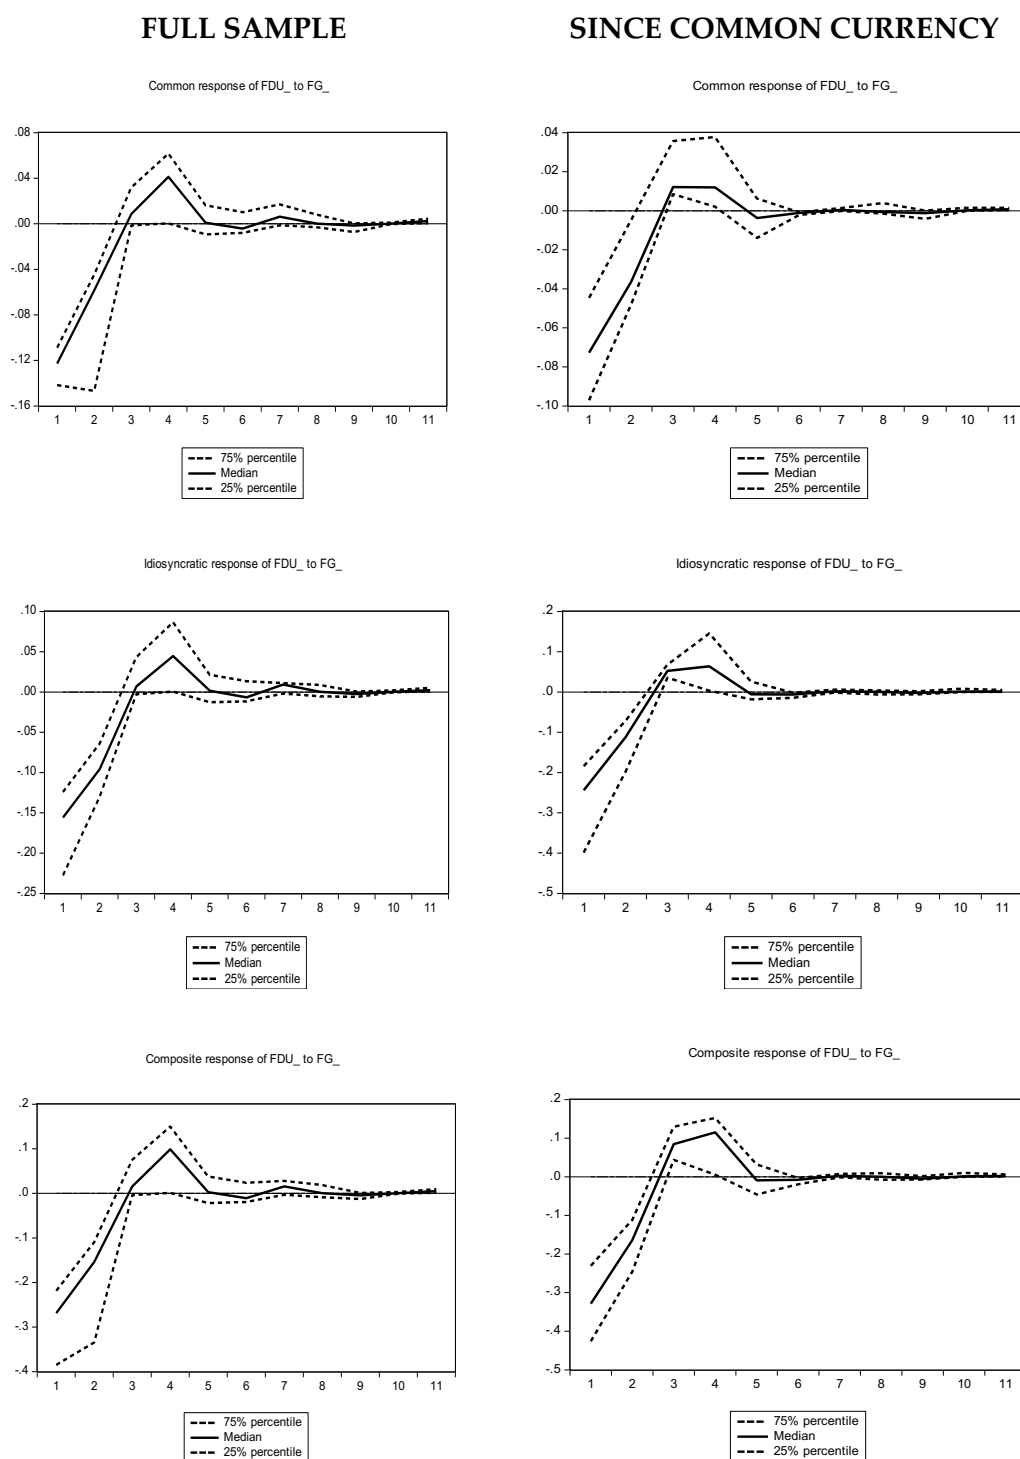 FULL SAMPLE
SINCE COMMON CURRENCY
Common response of FDU_ to FG_
.08
.04
.00
-.04
-.08
-.12
-.16
1 2 3 4 5 6 7 8 9 10 11
75% percentile
Median
25% percentile
Common response of FDU_ to FG_
.04
.02
.00
-.02
-.04
-.06
-.08
-.10
1 2 3 4 5 6 7 8 9 10 11
75% percentile
Median
25% percentile
Idiosyncratic response of FDU_ to FG_
.10
.05
.00
-.05
-.10
-.15
-.20
-.25
1 2 3 4 5 6 7 8 9 10 11
75% percentile
Median
25% percentile
Idiosyncratic response of FDU_ to FG_
.2
.1
.0
-.1
-.2
-.3
-.4
-.5
1 2 3 4 5 6 7 8 9 10 11
75% percentile
Median
25% percentile
Composite response of FDU_ to FG_
.2
.1
.0
-.1
-.2
-.3
-.4
1 2 3 4 5 6 7 8 9 10 11
75% percentile
Median
25% percentile
Composite response of FDU_ to FG_
.2
.1
.0
-.1
-.2
-.3
-.4
-.5
1 2 3 4 5 6 7 8 9 10 11
75% percentile
Median
25% percentile